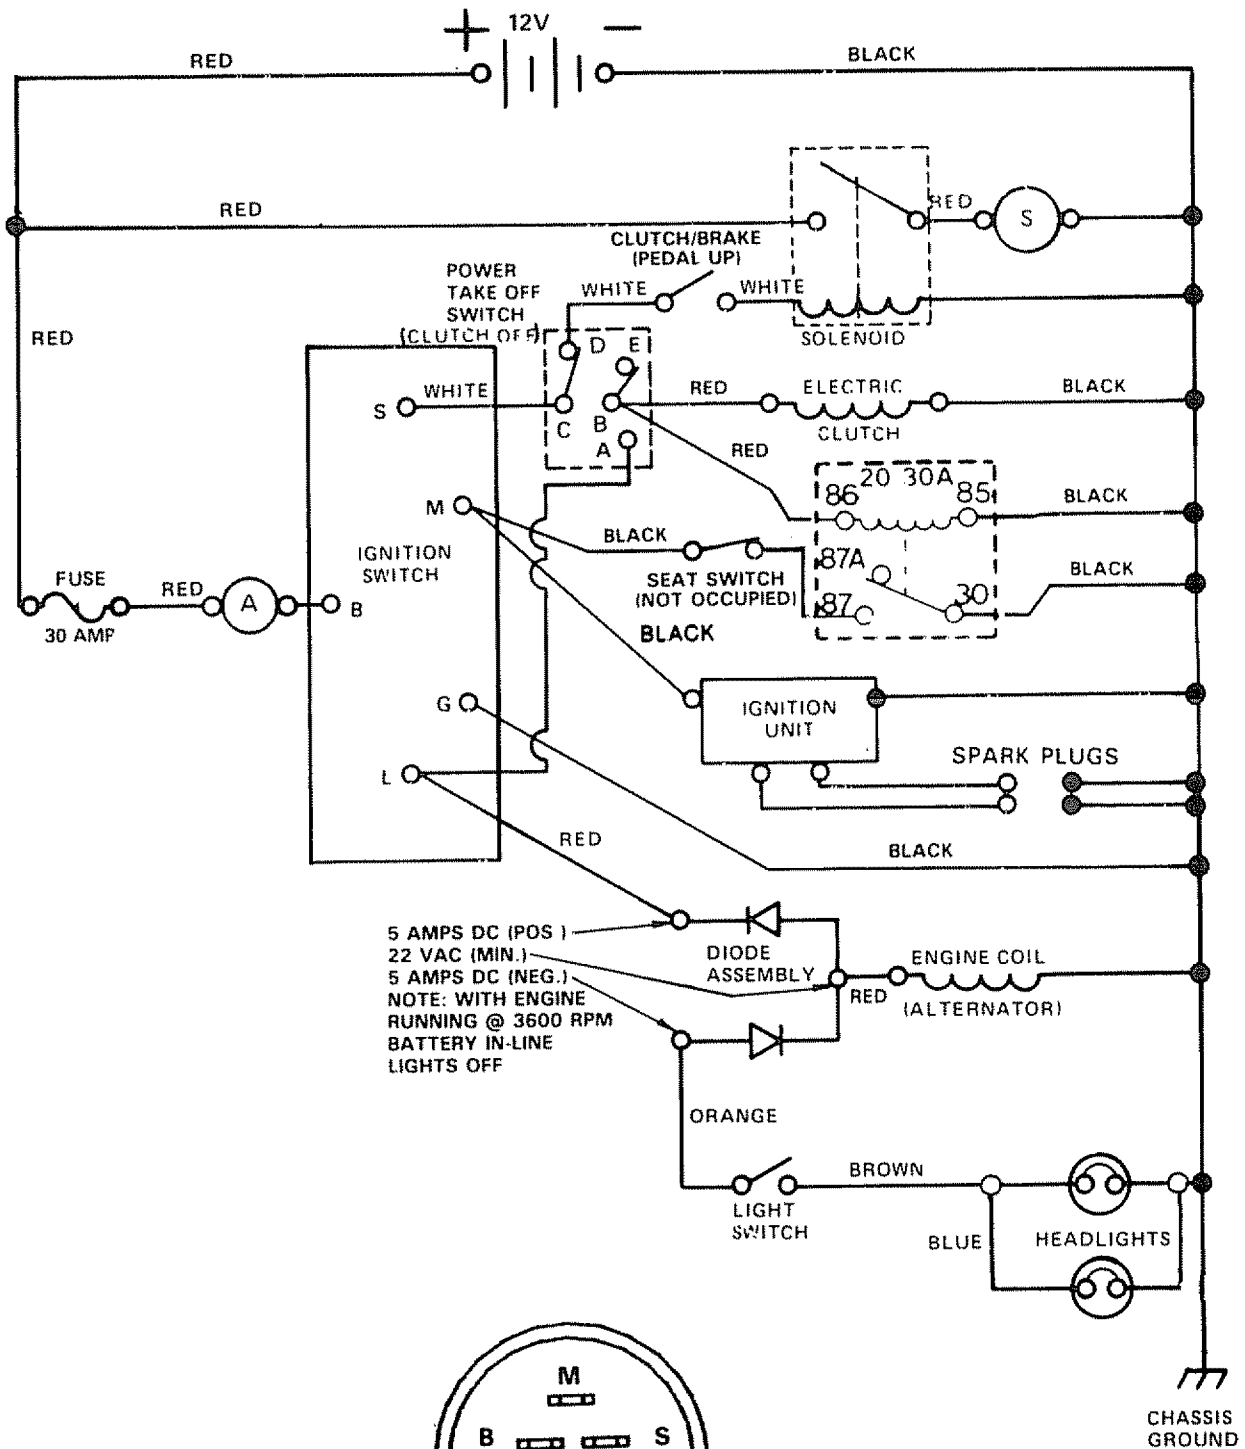 + 12V −
RED
BLACK
RED
RED
S
CLUTCH/BRAKE
(PEDAL UP)
POWER
TAKE OFF
SWITCH
(CLUTCH OFF)
WHITE
WHITE
SOLENOID
RED
D
E
S
WHITE
C
B
A
RED
ELECTRIC
CLUTCH
BLACK
RED
20 30A
86
85
BLACK
M
BLACK
IGNITION
SWITCH
SEAT SWITCH
(NOT OCCUPIED)
87A
87
30
BLACK
FUSE
30 AMP
RED
A
B
BLACK
G
IGNITION
UNIT
SPARK PLUGS
L
RED
BLACK
5 AMPS DC (POS )
22 VAC (MIN.)
5 AMPS DC (NEG.)
NOTE: WITH ENGINE
RUNNING @ 3600 RPM
BATTERY IN-LINE
LIGHTS OFF
DIODE
ASSEMBLY
RED
ENGINE COIL
(ALTERNATOR)
ORANGE
LIGHT
SWITCH
BROWN
BLUE
HEADLIGHTS
M
B
S
CHASSIS
GROUND